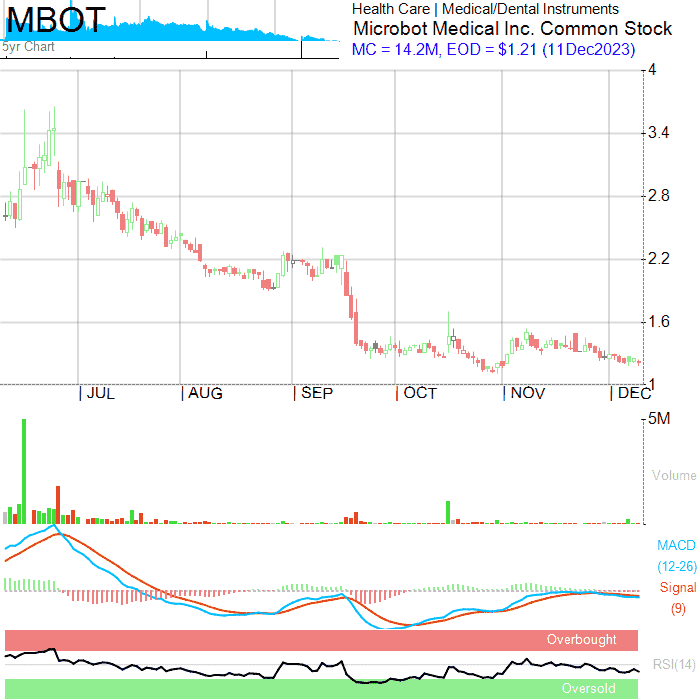 MBOT
5yr Chart
Health Care | Medical/Dental Instruments
Microbot Medical Inc. Common Stock
MC = 14.2M, EOD = $1.21 (11Dec2023)
4
3.4
2.8
2.2
1.6
1
JUL AUG SEP OCT NOV DEC
5M
Volume
MACD
(12-26)
Signal
(9)
Overbought
RSI(14)
Oversold